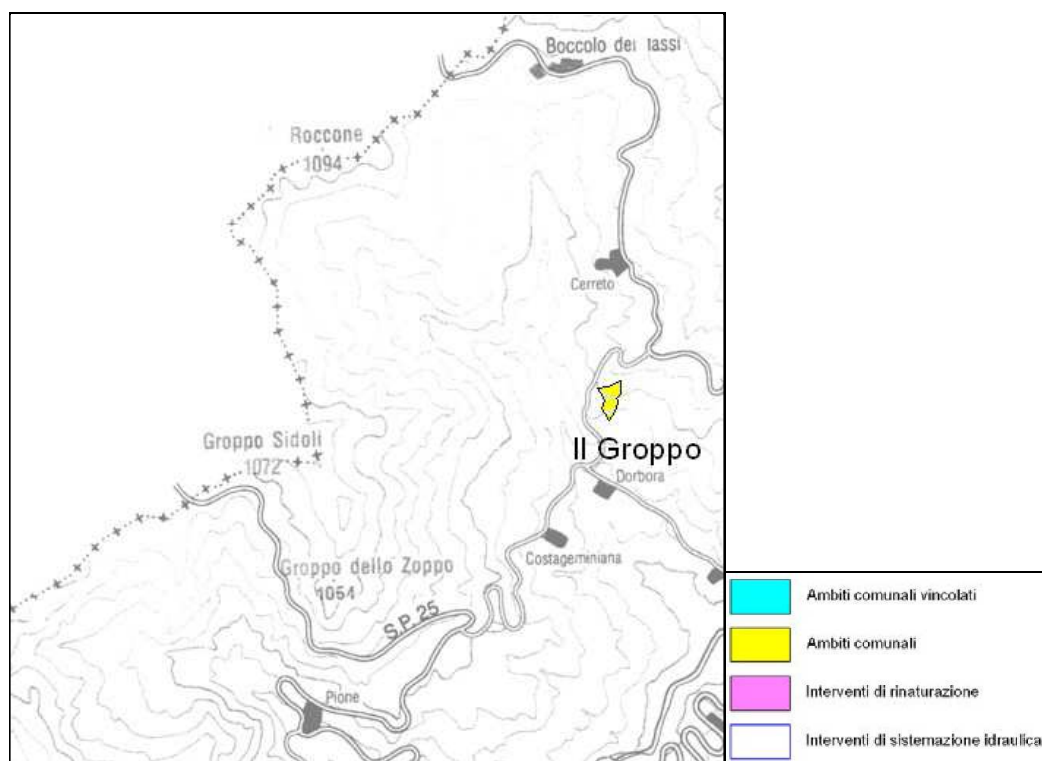 Boccolo dei Tassi
Roccone
1094
Cerreto
Groppo Sidoli
1072
Il Groppo
Dorbora
Costageminiana
Groppo dello Zoppo
1054
S.P. 25
Pione
Ambiti comunali vincolati
Ambiti comunali
Interventi di rinaturazione
Interventi di sistemazione idraulica